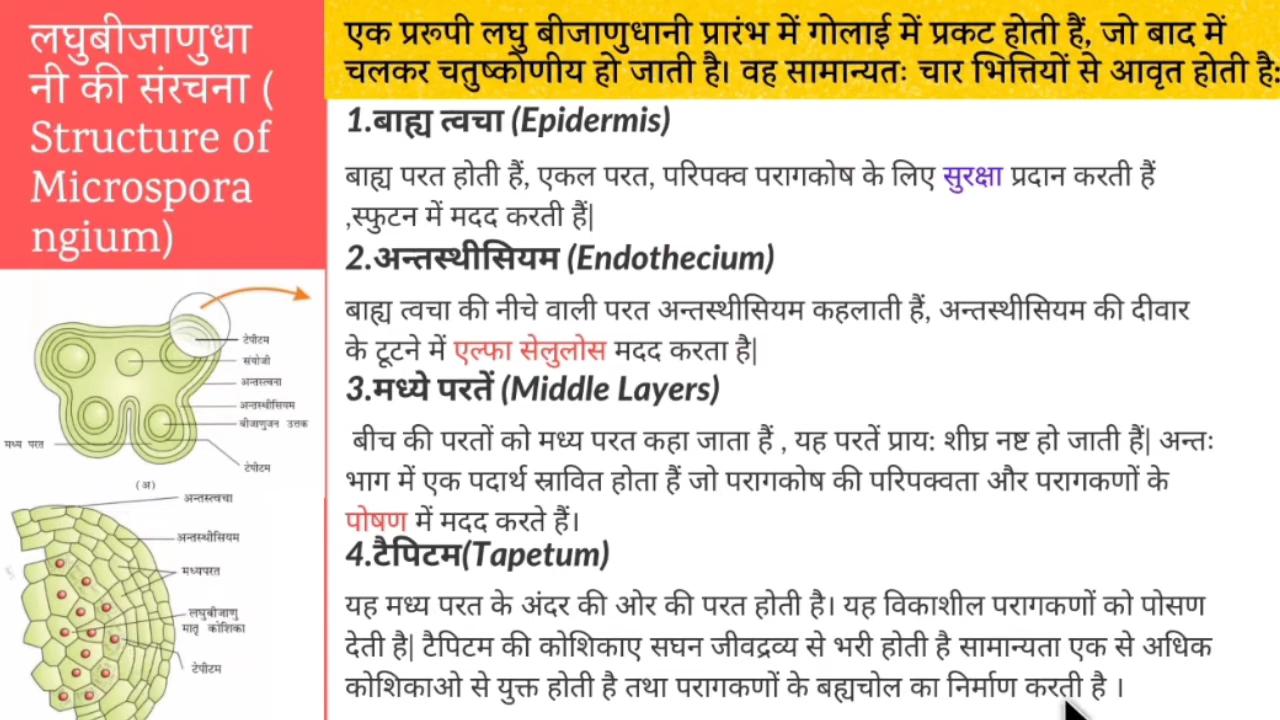 लघुबीजाणुधा
नी की संरचना (
Structure of
Microspora
ngium)
एक प्ररूपी लघु बीजाणुधानी प्रारंभ में गोलाई में प्रकट होती हैं, जो बाद में
चलकर चतुष्कोणीय हो जाती है। वह सामान्यतः चार भित्तियों से आवृत होती है:
1.बाह्य त्वचा (Epidermis)
बाह्य परत होती हैं, एकल परत, परिपक्व परागकोष के लिए सुरक्षा प्रदान करती हैं
,स्फुटन में मदद करती हैं|
2.अन्तस्थीसियम (Endothecium)
बाह्य त्वचा की नीचे वाली परत अन्तस्थीसियम कहलाती हैं, अन्तस्थीसियम की दीवार
के टूटने में एल्फा सेलुलोस मदद करता है|
3.मध्ये परतें (Middle Layers)
बीच की परतों को मध्य परत कहा जाता हैं , यह परतें प्राय: शीघ्र नष्ट हो जाती हैं| अन्तः
भाग में एक पदार्थ स्रावित होता हैं जो परागकोष की परिपक्वता और परागकणों के
पोषण में मदद करते हैं।
4.टैपिटम(Tapetum)
यह मध्य परत के अंदर की ओर की परत होती है। यह विकाशील परागकणों को पोसण
देती है| टैपिटम की कोशिकाए सघन जीवद्रव्य से भरी होती है सामान्यता एक से अधिक
कोशिकाओ से युक्त होती है तथा परागकणों के बह्यचोल का निर्माण करती है ।
टेपीटम
संयोजी
अन्तस्त्वचा
अन्तस्थीसियम
बीजाणुजन उत्तक
मध्य परत
टेपीटम
(अ)
अन्तस्त्वचा
अन्तस्थीसियम
मध्यपरत
लघुबीजाणु
मातृ कोशिका
टेपीटम